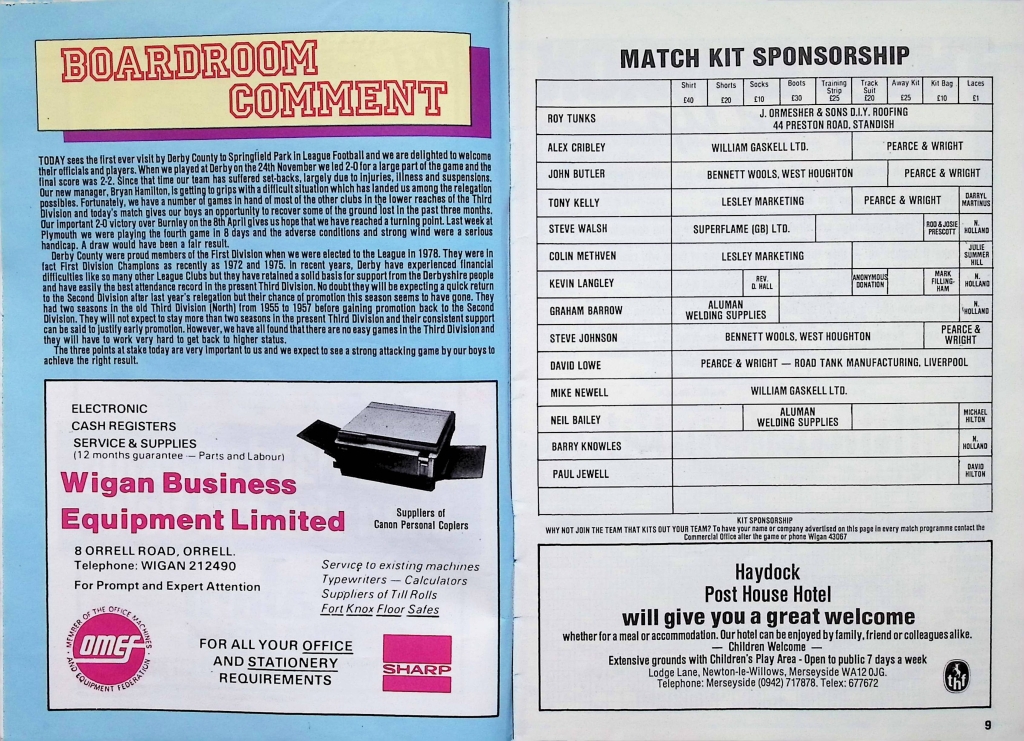 BOARDROOM
COMMENT
TODAY sees the first ever visit by Derby County to Springfield Park in League Football and we are delighted to welcome
their officials and players. When we played at Derby on the 24th November we led 2-0 for a large part of the game and the
final score was 2-2. Since that time our team has suffered set-backs, largely due to injuries, illness and suspensions.
Our new manager, Bryan Hamilton, is getting to grips with a difficult situation which has landed us among the relegation
possibles. Fortunately, we have a number of games in hand of most of the other clubs in the lower reaches of the Third
Division and today's match gives our boys an opportunity to recover some of the ground lost in the past three months.
Our important 2-0 victory over Burnley on the 8th April gives us hope that we have reached a turning point. Last week at
Plymouth we were playing the fourth game in 8 days and the adverse conditions and strong wind were a serious
handicap. A draw would have been a fair result.
Derby County were proud members of the First Division when we were elected to the League in 1978. They were in
fact First Division Champions as recently as 1972 and 1975. In recent years, Derby have experienced financial
difficulties like so many other League Clubs but they have retained a solid basis for support from the Derbyshire people
and have easily the best attendance record in the present Third Division. No doubt they will be expecting a quick return
to the Second Division after last year's relegation but their chance of promotion this season seems to have gone. They
had two seasons in the old Third Division (North) from 1955 to 1957 before gaining promotion back to the Second
Division. They will not expect to stay more than two seasons in the present Third Division and their consistent support
can be said to justify early promotion. However, we have all found that there are no easy games in the Third Division and
they will have to work very hard to get back to higher status.
The three points at stake today are very important to us and we expect to see a strong attacking game by our boys to
achieve the right result.
ELECTRONIC
CASH REGISTERS
SERVICE & SUPPLIES
(12 months guarantee — Parts and Labour)
Wigan Business
Equipment Limited
Suppliers of
Canon Personal Copiers
8 ORRELL ROAD, ORRELL.
Telephone: WIGAN 212490
For Prompt and Expert Attention
Service to existing machines
Typewriters — Calculators
Suppliers of Till Rolls
Fort Knox Floor Safes
MEMBER OF THE OFFICE MACHINES
OMEF
AND EQUIPMENT FEDERATION
FOR ALL YOUR OFFICE
AND STATIONERY
REQUIREMENTS
SHARP
MATCH KIT SPONSORSHIP
Shirt £40 Shorts £20 Socks £10 Boots £30 Training Strip £25 Track Suit £20 Away Kit £25 Kit Bag £10 Laces £1
ROY TUNKS J. ORMESHER & SONS D.I.Y. ROOFING 44 PRESTON ROAD, STANDISH
ALEX CRIBLEY WILLIAM GASKELL LTD. PEARCE & WRIGHT
JOHN BUTLER BENNETT WOOLS, WEST HOUGHTON PEARCE & WRIGHT
TONY KELLY LESLEY MARKETING PEARCE & WRIGHT DARRYL MARTINUS
STEVE WALSH SUPERFLAME (GB) LTD. ROD & JOSIE PRESCOTT N. HOLLAND
COLIN METHVEN LESLEY MARKETING JULIE SUMMER HILL
KEVIN LANGLEY REV. D. HALL ANONYMOUS DONATION MARK FILLING-HAM N. HOLLAND
GRAHAM BARROW ALUMAN WELDING SUPPLIES N. HOLLAND
STEVE JOHNSON BENNETT WOOLS, WEST HOUGHTON PEARCE & WRIGHT
DAVID LOWE PEARCE & WRIGHT — ROAD TANK MANUFACTURING, LIVERPOOL
MIKE NEWELL WILLIAM GASKELL LTD.
NEIL BAILEY ALUMAN WELDING SUPPLIES MICHAEL HILTON
BARRY KNOWLES N. HOLLAND
PAUL JEWELL DAVID HILTON
KIT SPONSORSHIP
WHY NOT JOIN THE TEAM THAT KITS OUT YOUR TEAM? To have your name or company advertised on this page in every match programme contact the
Commercial Office after the game or phone Wigan 43067
Haydock
Post House Hotel
will give you a great welcome
whether for a meal or accommodation. Our hotel can be enjoyed by family, friend or colleagues alike.
— Children Welcome —
Extensive grounds with Children's Play Area - Open to public 7 days a week
Lodge Lane, Newton-le-Willows, Merseyside WA12 0JG.
Telephone: Merseyside (0942) 717878. Telex: 677672
thf
9